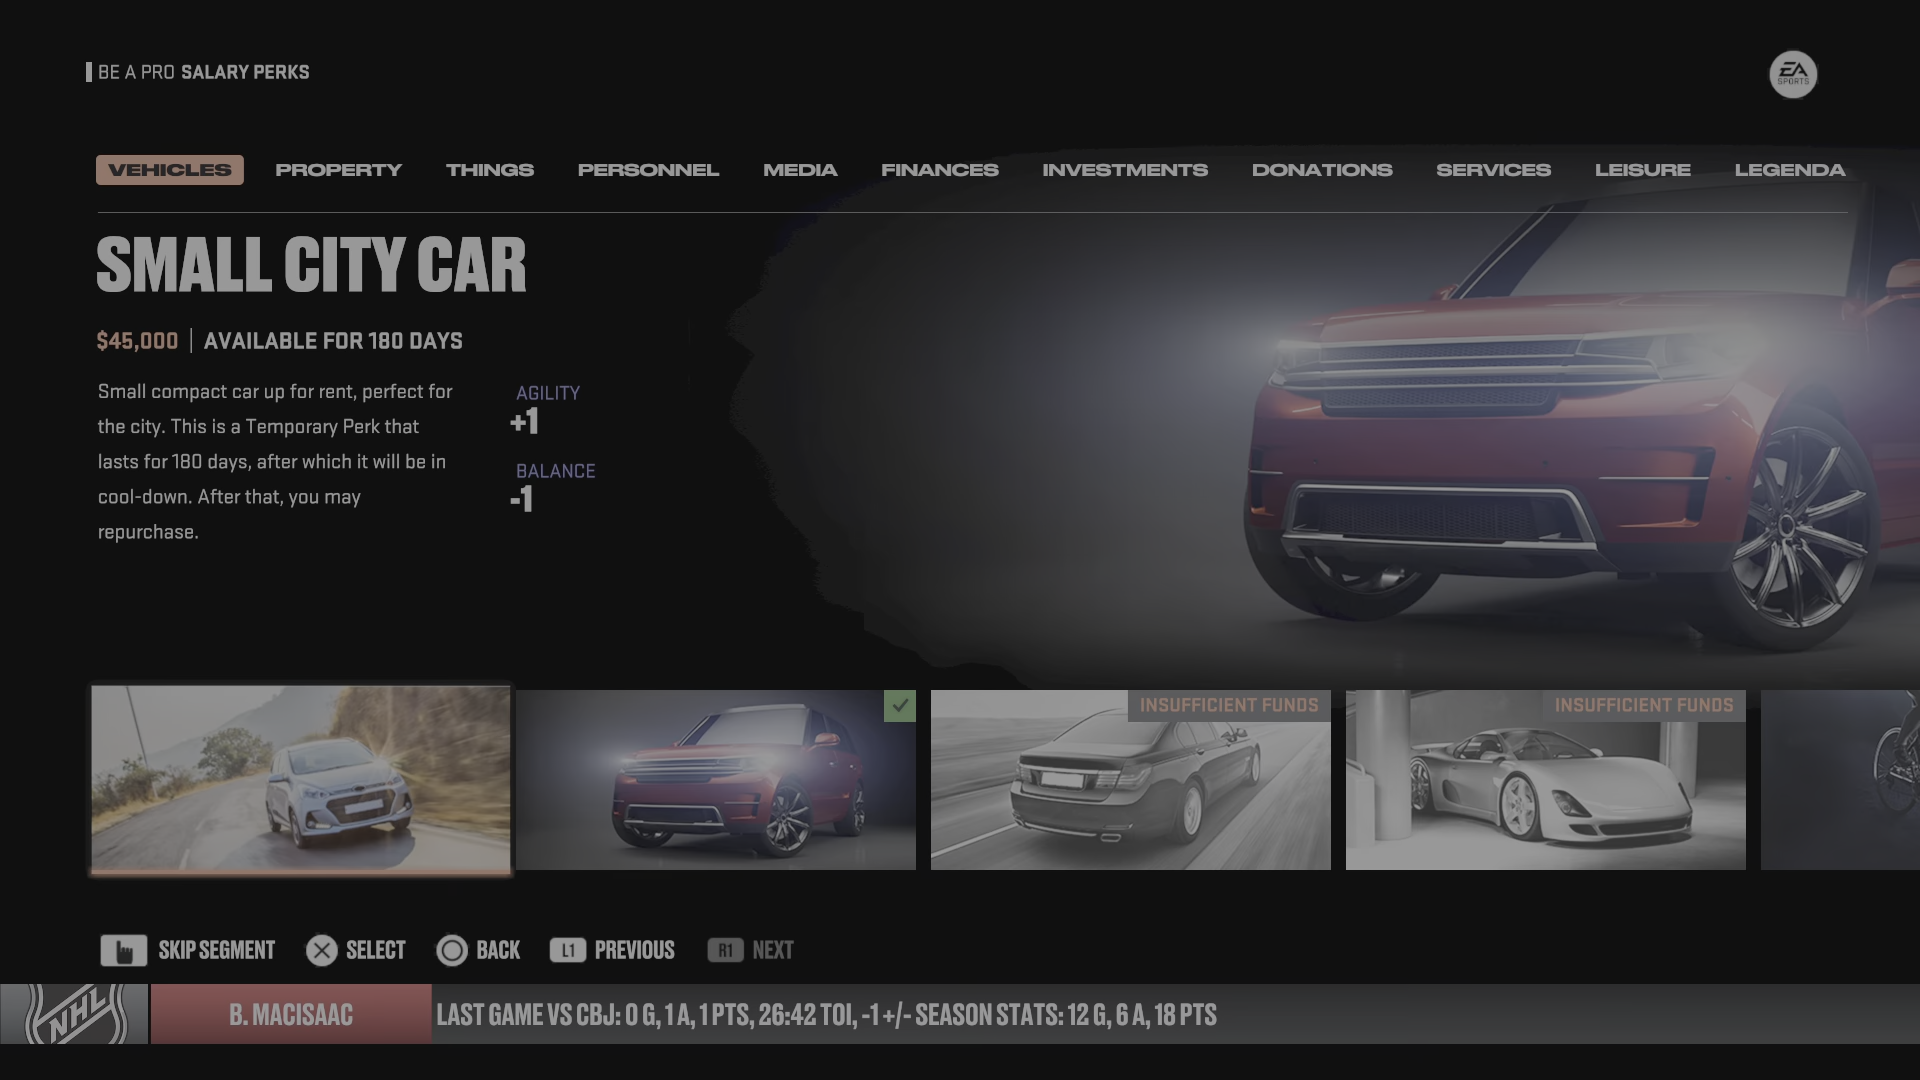 BE A PRO SALARY PERKS
EA
SPORTS
VEHICLES PROPERTY THINGS PERSONNEL MEDIA FINANCES INVESTMENTS DONATIONS SERVICES LEISURE LEGENDA
SMALL CITY CAR
$45,000 AVAILABLE FOR 180 DAYS
Small compact car up for rent, perfect for
the city. This is a Temporary Perk that
lasts for 180 days, after which it will be in
cool-down. After that, you may
repurchase.
AGILITY
+1
BALANCE
-1
INSUFFICIENT FUNDS
INSUFFICIENT FUNDS
SKIP SEGMENT SELECT BACK L1 PREVIOUS R1 NEXT
NHL B. MACISAAC LAST GAME VS CBJ: 0 G, 1 A, 1 PTS, 26:42 TOI, -1 +/- SEASON STATS: 12 G, 6 A, 18 PTS